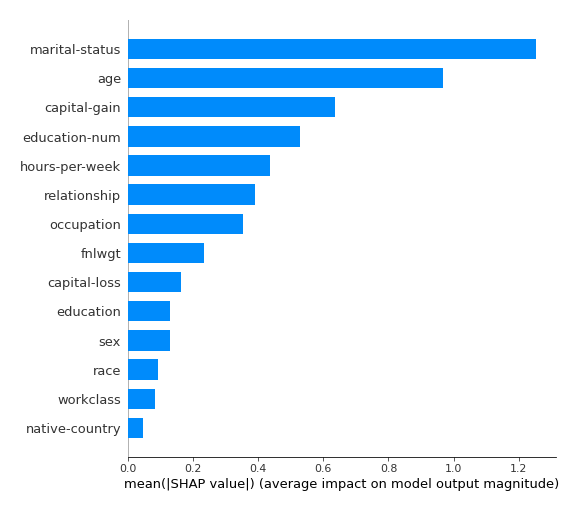 marital-status
age
capital-gain
education-num
hours-per-week
relationship
occupation
fnlwgt
capital-loss
education
sex
race
workclass
native-country
0.0 0.2 0.4 0.6 0.8 1.0 1.2
mean(|SHAP value|) (average impact on model output magnitude)